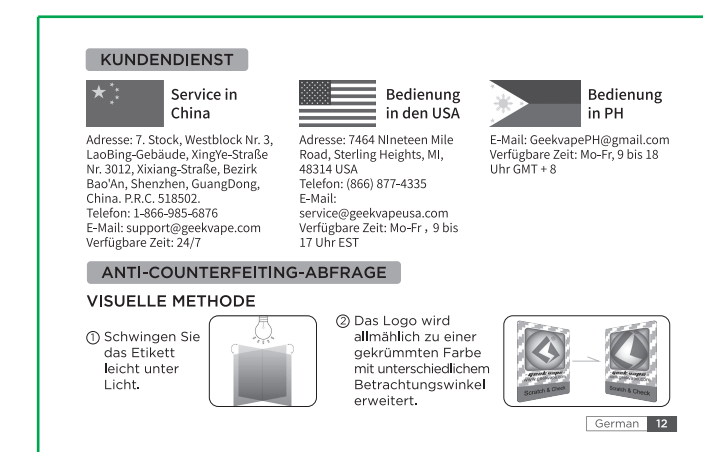 KUNDENDIENST
Service in
China
Adresse: 7. Stock, Westblock Nr. 3,
LaoBing-Gebäude, XingYe-Straße
Nr. 3012, Xixiang-Straße, Bezirk
Bao'An, Shenzhen, GuangDong,
China. P.R.C. 518502.
Telefon: 1-866-985-6876
E-Mail: support@geekvape.com
Verfügbare Zeit: 24/7
Bedienung
in den USA
Adresse: 7464 NIneteen Mile
Road, Sterling Heights, MI,
48314 USA
Telefon: (866) 877-4335
E-Mail:
service@geekvapeusa.com
Verfügbare Zeit: Mo-Fr , 9 bis
17 Uhr EST
Bedienung
in PH
E-Mail: GeekvapePH@gmail.com
Verfügbare Zeit: Mo-Fr, 9 bis 18
Uhr GMT + 8
ANTI-COUNTERFEITING-ABFRAGE
VISUELLE METHODE
① Schwingen Sie
das Etikett
leicht unter
Licht.
② Das Logo wird
allmählich zu einer
gekrümmten Farbe
mit unterschiedlichem
Betrachtungswinkel
erweitert.
geek vape
Scratch & Check
geek vape
Scratch & Check
German 12